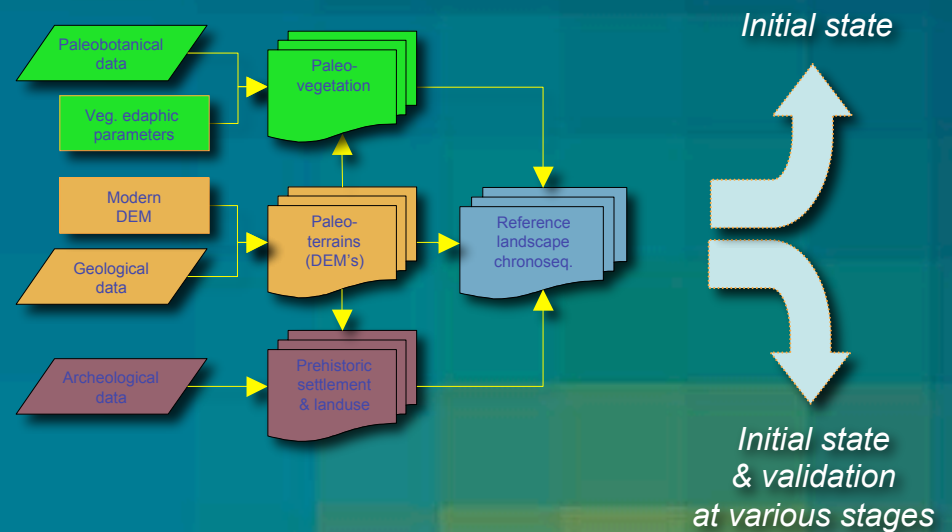 Paleobotanical
data
Veg. edaphic
parameters
Paleo-
vegetation
Modern
DEM
Geological
data
Paleo-
terrains
(DEM's)
Reference
landscape
chronoseq.
Archeological
data
Prehistoric
settlement
& landuse
Initial state
Initial state
& validation
at various stages